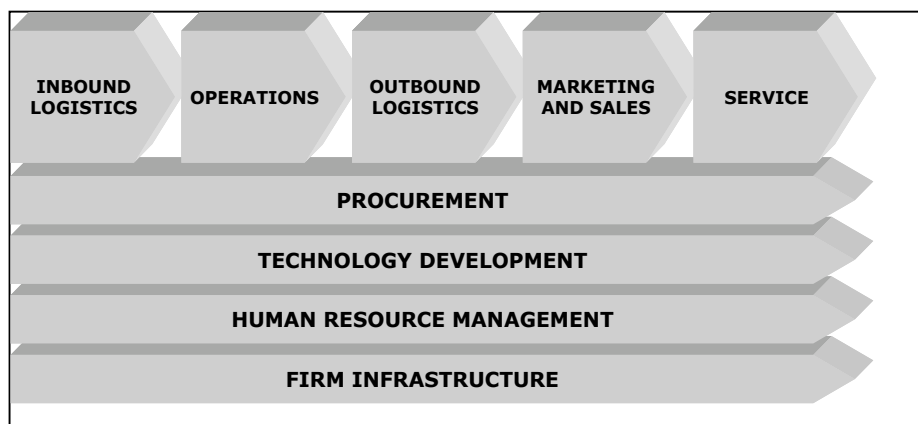 INBOUND
LOGISTICS
OPERATIONS
OUTBOUND
LOGISTICS
MARKETING
AND SALES
SERVICE
PROCUREMENT
TECHNOLOGY DEVELOPMENT
HUMAN RESOURCE MANAGEMENT
FIRM INFRASTRUCTURE